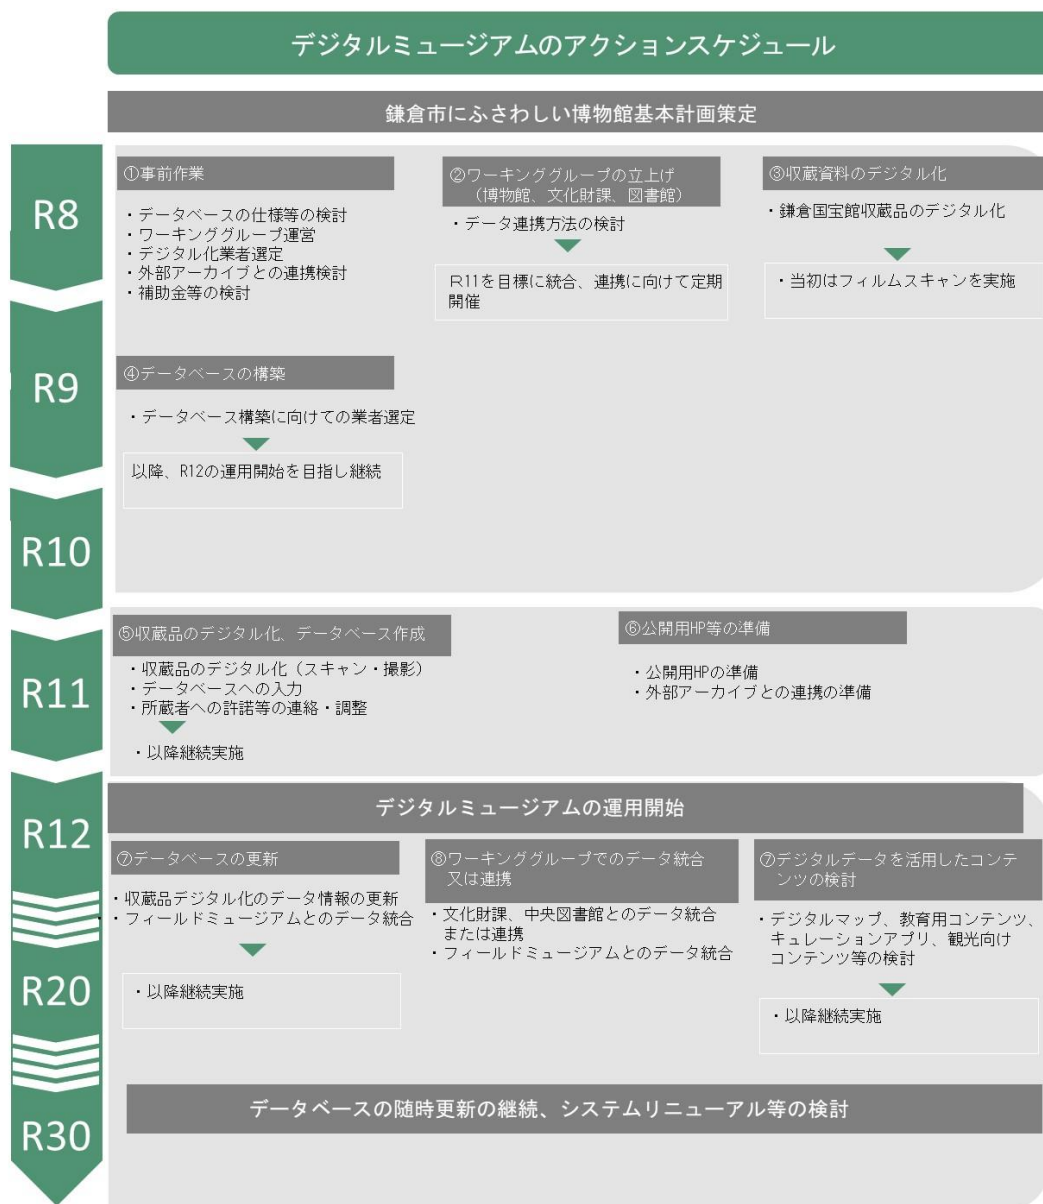 デジタルミュージアムのアクションスケジュール
鎌倉市にふさわしい博物館基本計画策定
R8
①事前作業
・データベースの仕様等の検討
・ワーキンググループ運営
・デジタル化業者選定
・外部アーカイブとの連携検討
・補助金等の検討
②ワーキンググループの立上げ
（博物館、文化財課、図書館）
・データ連携方法の検討
R11を目標に統合、連携に向けて定期
開催
③収蔵資料のデジタル化
・鎌倉国宝館収蔵品のデジタル化
・当初はフィルムスキャンを実施
R9
④データベースの構築
・データベース構築に向けての業者選定
以降、R12の運用開始を目指し継続
R10
R11
⑤収蔵品のデジタル化、データベース作成
・収蔵品のデジタル化（スキャン・撮影）
・データベースへの入力
・所蔵者への許諾等の連絡・調整
・以降継続実施
⑥公開用HP等の準備
・公開用HPの準備
・外部アーカイブとの連携の準備
R12
デジタルミュージアムの運用開始
⑦データベースの更新
・収蔵品デジタル化のデータ情報の更新
・・フィールドミュージアムとのデータ統合
・以降継続実施
⑧ワーキンググループでのデータ統合
又は連携
・文化財課、中央図書館とのデータ統合
または連携
・フィールドミュージアムとのデータ統合
⑦デジタルデータを活用したコンテ
ンツの検討
・デジタルマップ、教育用コンテンツ、
キュレーションアプリ、観光向け
コンテンツ等の検討
・以降継続実施
R20
R30
データベースの随時更新の継続、システムリニューアル等の検討